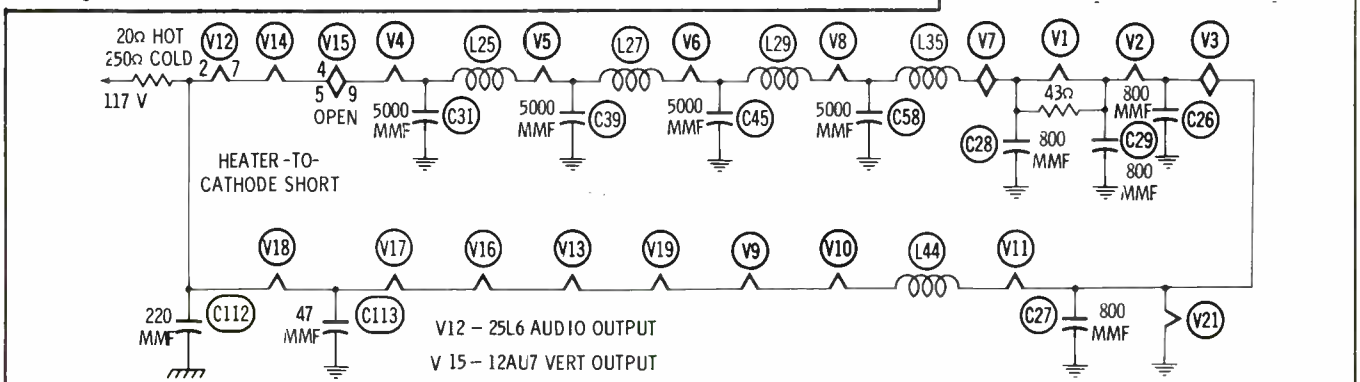 20Ω HOT
250Ω COLD
117 V
V12
2 7
V14
V15
4
5 9
OPEN
V4
5000
MMF
C31
L25
V5
5000
MMF
C39
L27
V6
5000
MMF
C45
L29
V8
5000
MMF
C58
L35
V7
C28
800
MMF
V1
43Ω
C29
800
MMF
V2
800
MMF
C26
V3
HEATER-TO-
CATHODE SHORT
V18
V17
V16
V13
V19
V9
V10
L44
V11
220
MMF
C112
47
MMF
C113
C27
800
MMF
V21
V12 - 25L6 AUDIO OUTPUT
V 15 - 12AU7 VERT OUTPUT